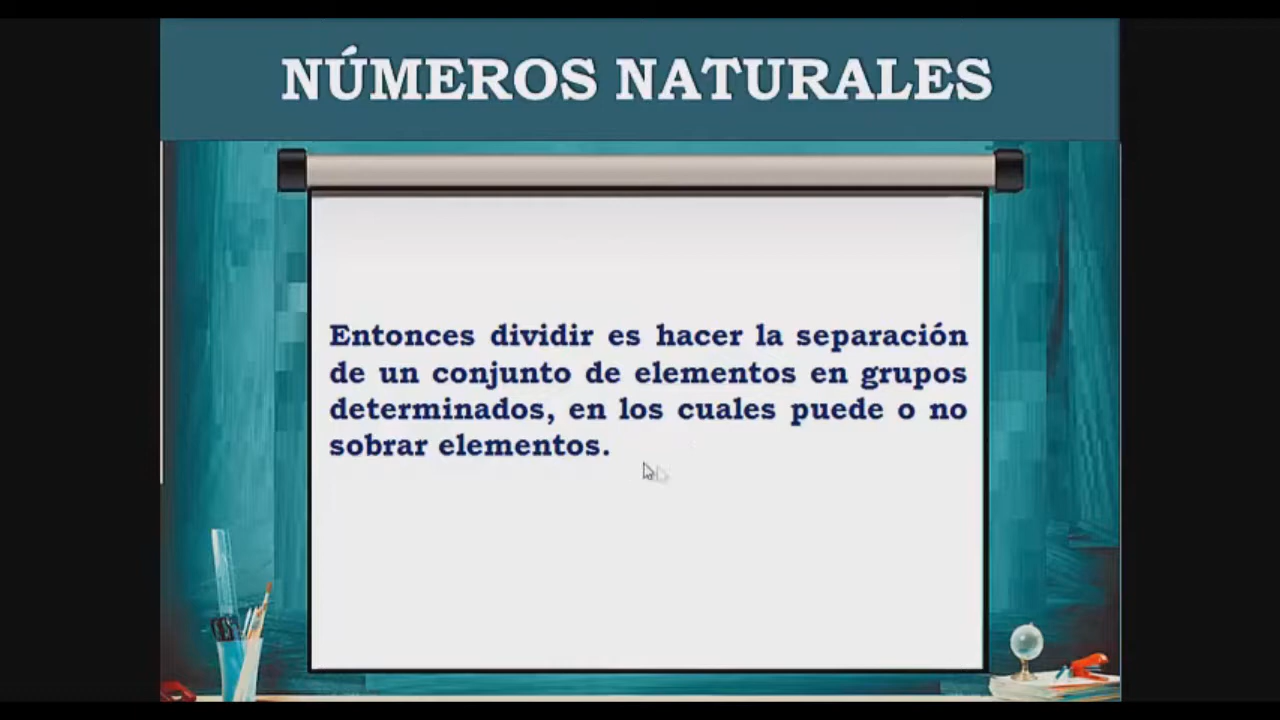 NÚMEROS NATURALES
Entonces dividir es hacer la separación
de un conjunto de elementos en grupos
determinados, en los cuales puede o no
sobrar elementos.